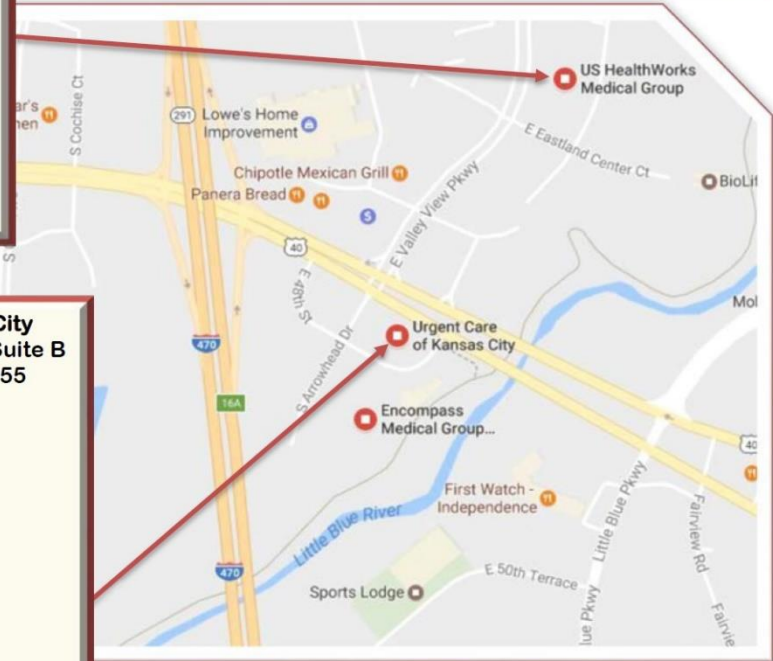 US HealthWorks
Medical Group
S Cochise Ct
291
Lowe's Home
Improvement
E Eastland Center Ct
Chipotle Mexican Grill
Panera Bread
E Valley View Pkwy
40
E 48th St
City
Suite B
55
470
Urgent Care
of Kansas City
S Arrowhead Dr
16A
Encompass
Medical Group...
40
First Watch -
Independence
Little Blue River
Little Blue Pkwy
Fairview Rd
470
E 50th Terrace
Sports Lodge